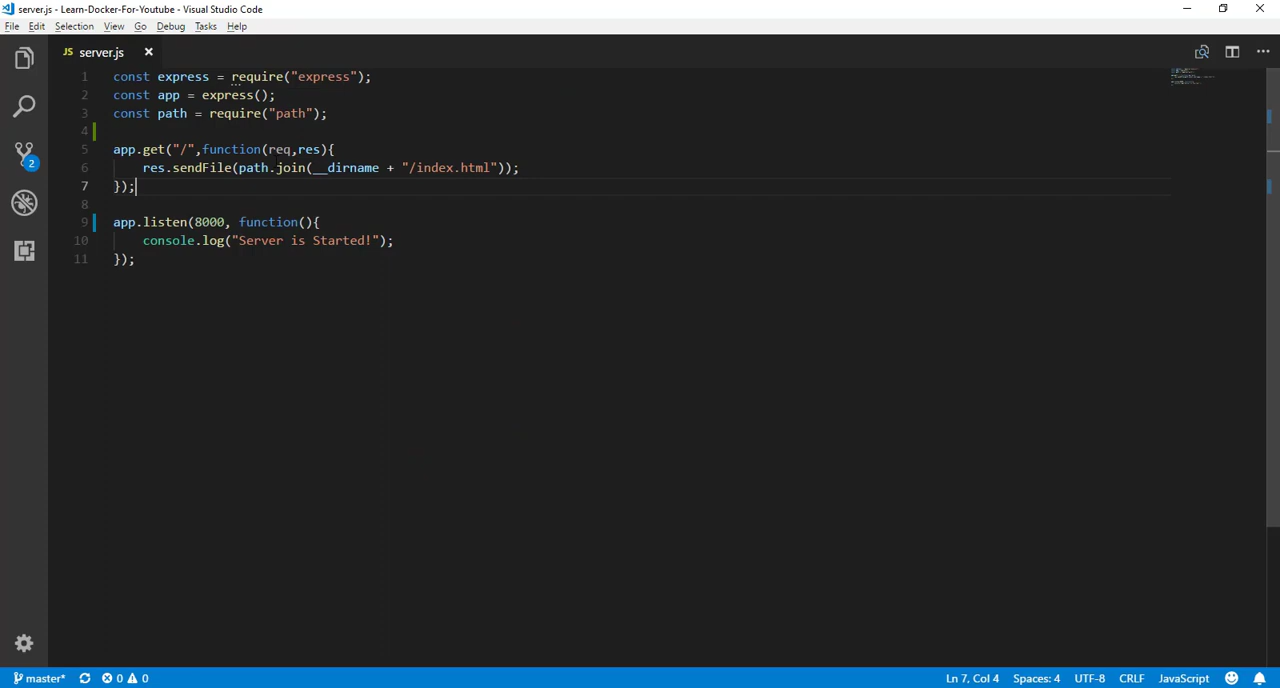 server.js - Learn-Docker-For-Youtube - Visual Studio Code
File Edit Selection View Go Debug Tasks Help
JS server.js
1 const express = require("express");
2 const app = express();
3 const path = require("path");
4
5 app.get("/",function(req,res){
6 res.sendFile(path.join(__dirname + "/index.html"));
7 });
8
9 app.listen(8000, function(){
10 console.log("Server is Started!");
11 });
2
master* 0 0 Ln 7, Col 4 Spaces: 4 UTF-8 CRLF JavaScript